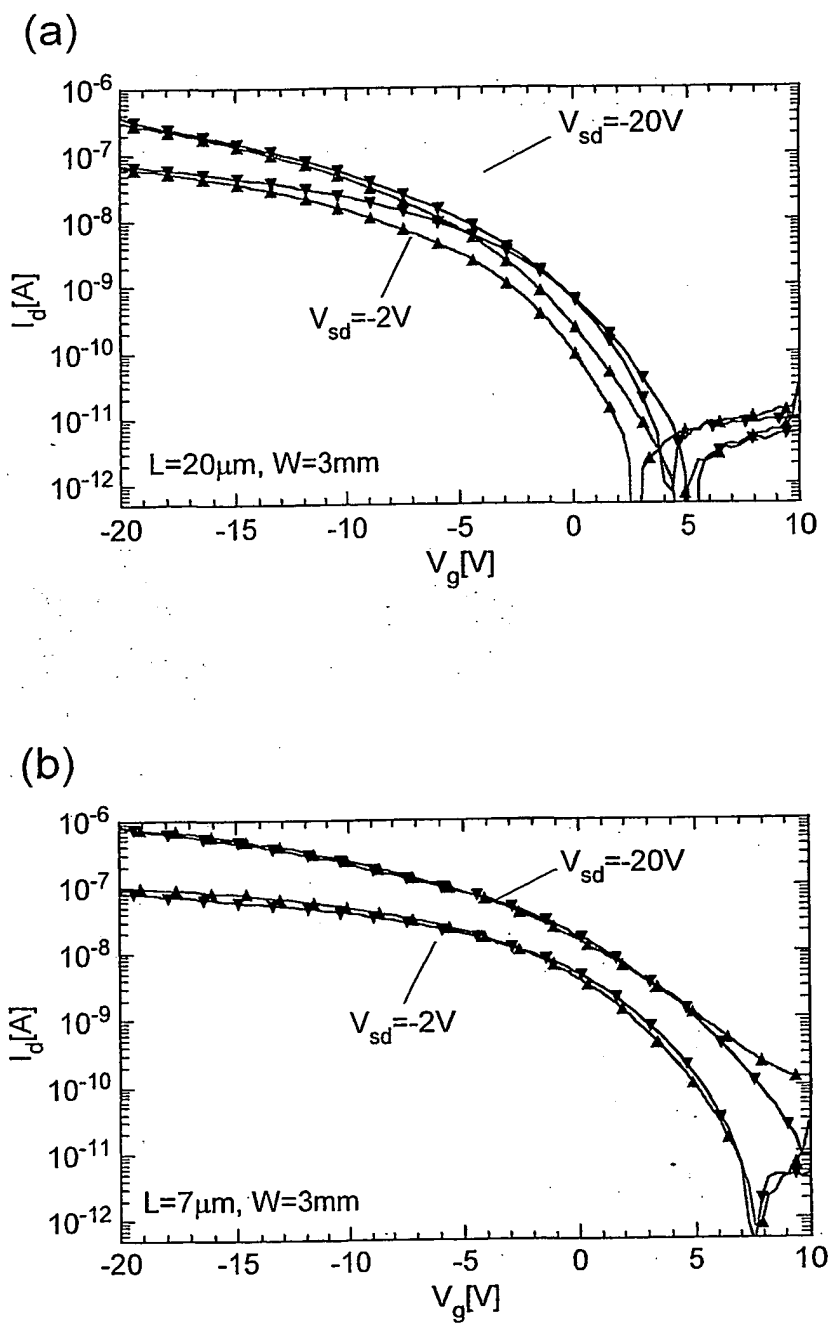 (a)
10^-6
10^-7
10^-8
10^-9
10^-10
10^-11
10^-12
I_d[A]
V_sd=-20V
V_sd=-2V
L=20μm, W=3mm
-20 -15 -10 -5 0 5 10
V_g[V]
(b)
10^-6
10^-7
10^-8
10^-9
10^-10
10^-11
10^-12
I_d[A]
V_sd=-20V
V_sd=-2V
L=7μm, W=3mm
-20 -15 -10 -5 0 5 10
V_g[V]